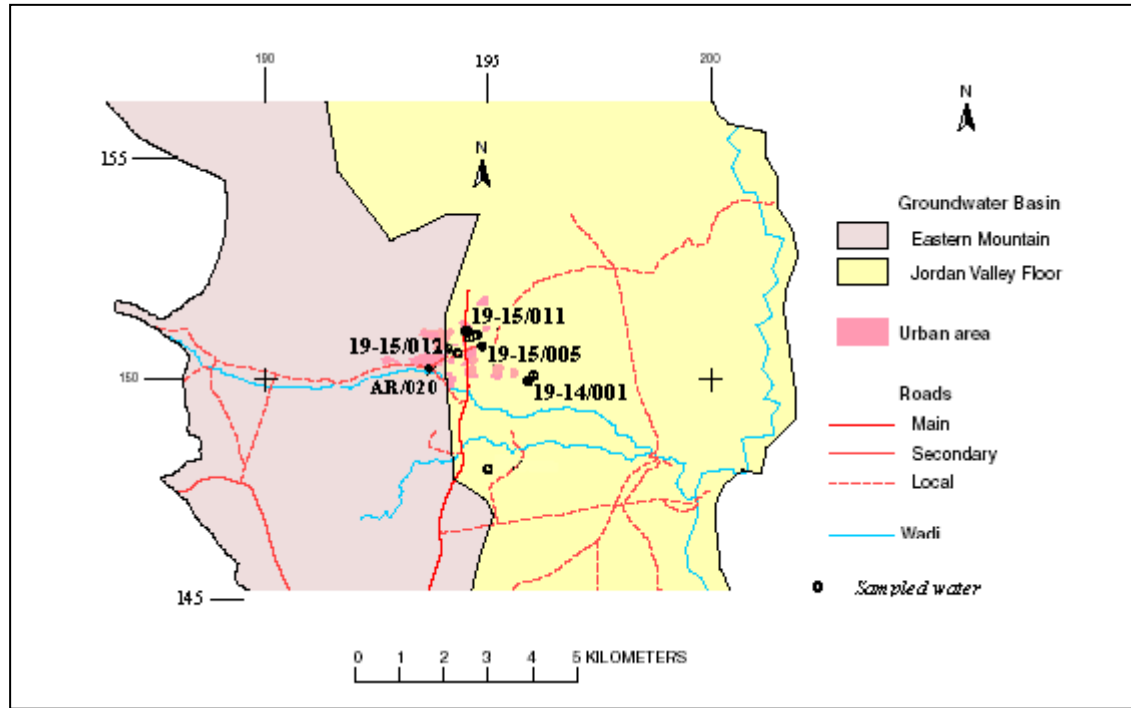 190
195
200
N
N
155
Groundwater Basin
Eastern Mountain
Jordan Valley Floor
19-15/011
Urban area
19-15/012
19-15/005
150
AR/020
19-14/001
Roads
Main
Secondary
Local
Wadi
145
Sampled water
0 1 2 3 4 5 KILOMETERS